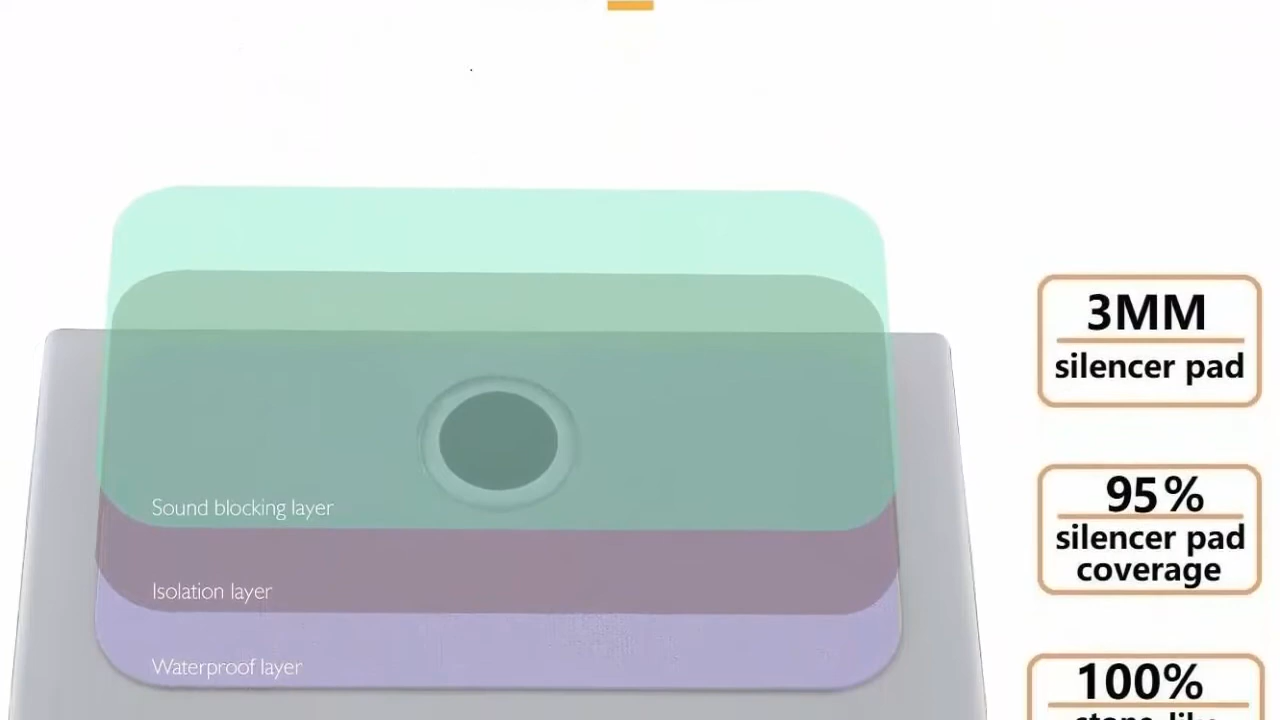 Sound blocking layer
Isolation layer
Waterproof layer
3MM
silencer pad
95%
silencer pad
coverage
100%